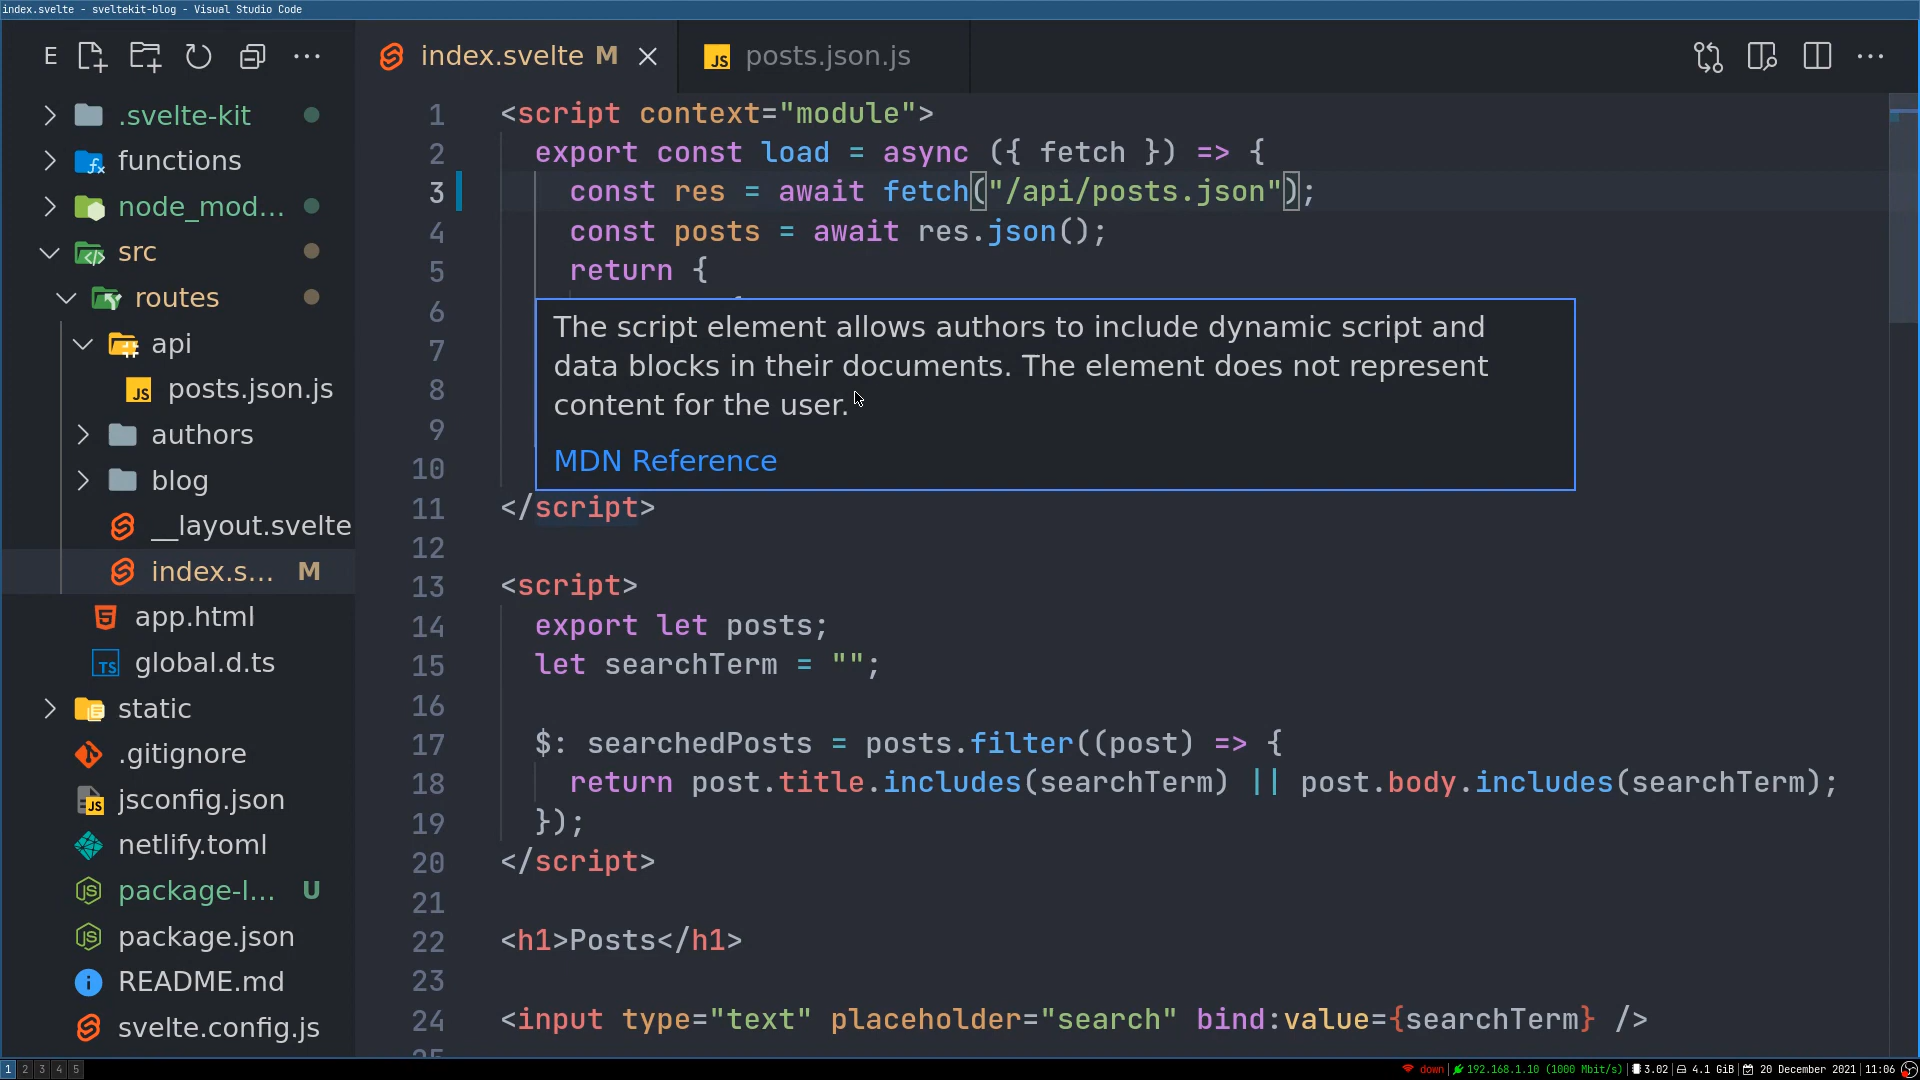 index.svelte - sveltekit-blog - Visual Studio Code
E
index.svelte M
posts.json.js
.svelte-kit
functions
node_mod...
src
routes
api
posts.json.js
authors
blog
__layout.svelte
index.s... M
app.html
global.d.ts
static
.gitignore
jsconfig.json
netlify.toml
package-l... U
package.json
README.md
svelte.config.js
1 <script context="module">
2 export const load = async ({ fetch }) => {
3 const res = await fetch("/api/posts.json");
4 const posts = await res.json();
5 return {
6
7
8
9
10
The script element allows authors to include dynamic script and
data blocks in their documents. The element does not represent
content for the user.
MDN Reference
11 </script>
12
13 <script>
14 export let posts;
15 let searchTerm = "";
16
17 $: searchedPosts = posts.filter((post) => {
18 return post.title.includes(searchTerm) || post.body.includes(searchTerm);
19 });
20 </script>
21
22 <h1>Posts</h1>
23
24 <input type="text" placeholder="search" bind:value={searchTerm} />
1 2 3 4 5
down | 192.168.1.10 (1000 Mbit/s) | 3.02 | 4.1 GiB | 20 December 2021 | 11:06